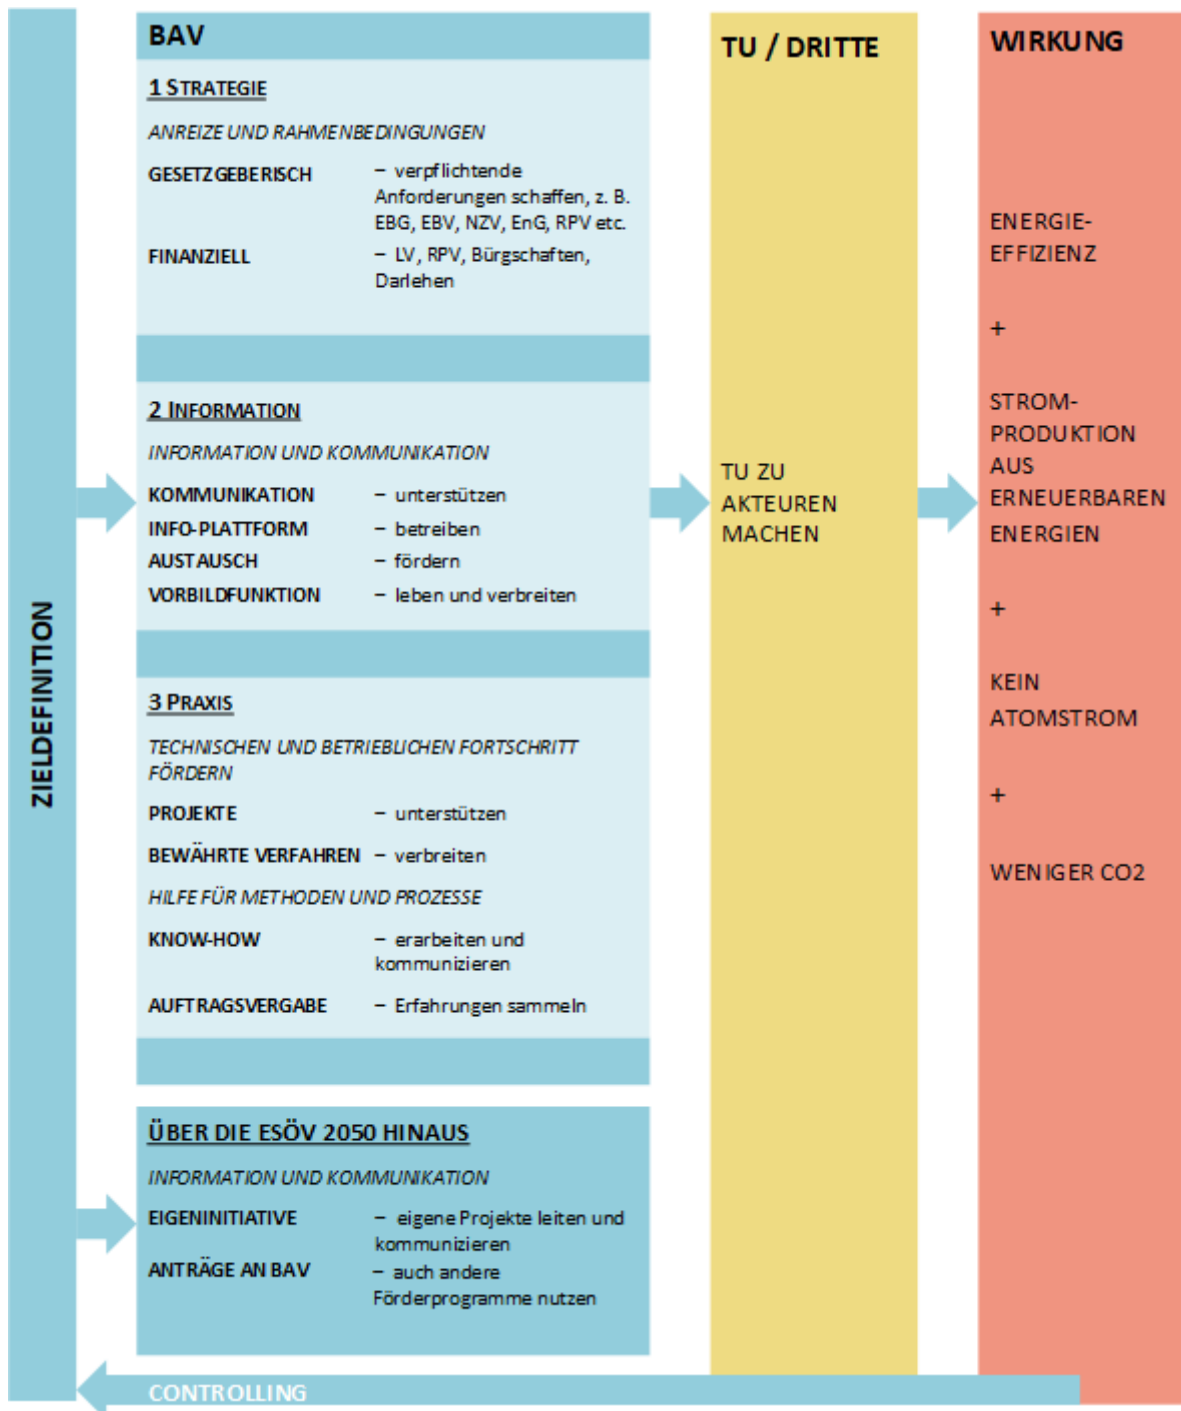 ZIELDEFINITION
BAV
1 STRATEGIE
ANREIZE UND RAHMENBEDINGUNGEN
GESETZGEBERISCH – verpflichtende
Anforderungen schaffen, z. B.
EBG, EBV, NZV, EnG, RPV etc.
FINANZIELL – LV, RPV, Bürgschaften,
Darlehen
2 INFORMATION
INFORMATION UND KOMMUNIKATION
KOMMUNIKATION – unterstützen
INFO-PLATTFORM – betreiben
AUSTAUSCH – fördern
VORBILDFUNKTION – leben und verbreiten
3 PRAXIS
TECHNISCHEN UND BETRIEBLICHEN FORTSCHRITT
FÖRDERN
PROJEKTE – unterstützen
BEWÄHRTE VERFAHREN – verbreiten
HILFE FÜR METHODEN UND PROZESSE
KNOW-HOW – erarbeiten und
kommunizieren
AUFTRAGSVERGABE – Erfahrungen sammeln
ÜBER DIE ESÖV 2050 HINAUS
INFORMATION UND KOMMUNIKATION
EIGENINITIATIVE – eigene Projekte leiten und
kommunizieren
ANTRÄGE AN BAV – auch andere
Förderprogramme nutzen
TU / DRITTE
TU ZU
AKTEUREN
MACHEN
WIRKUNG
ENERGIE-
EFFIZIENZ
+
STROM-
PRODUKTION
AUS
ERNEUERBAREN
ENERGIEN
+
KEIN
ATOMSTROM
+
WENIGER CO2
CONTROLLING